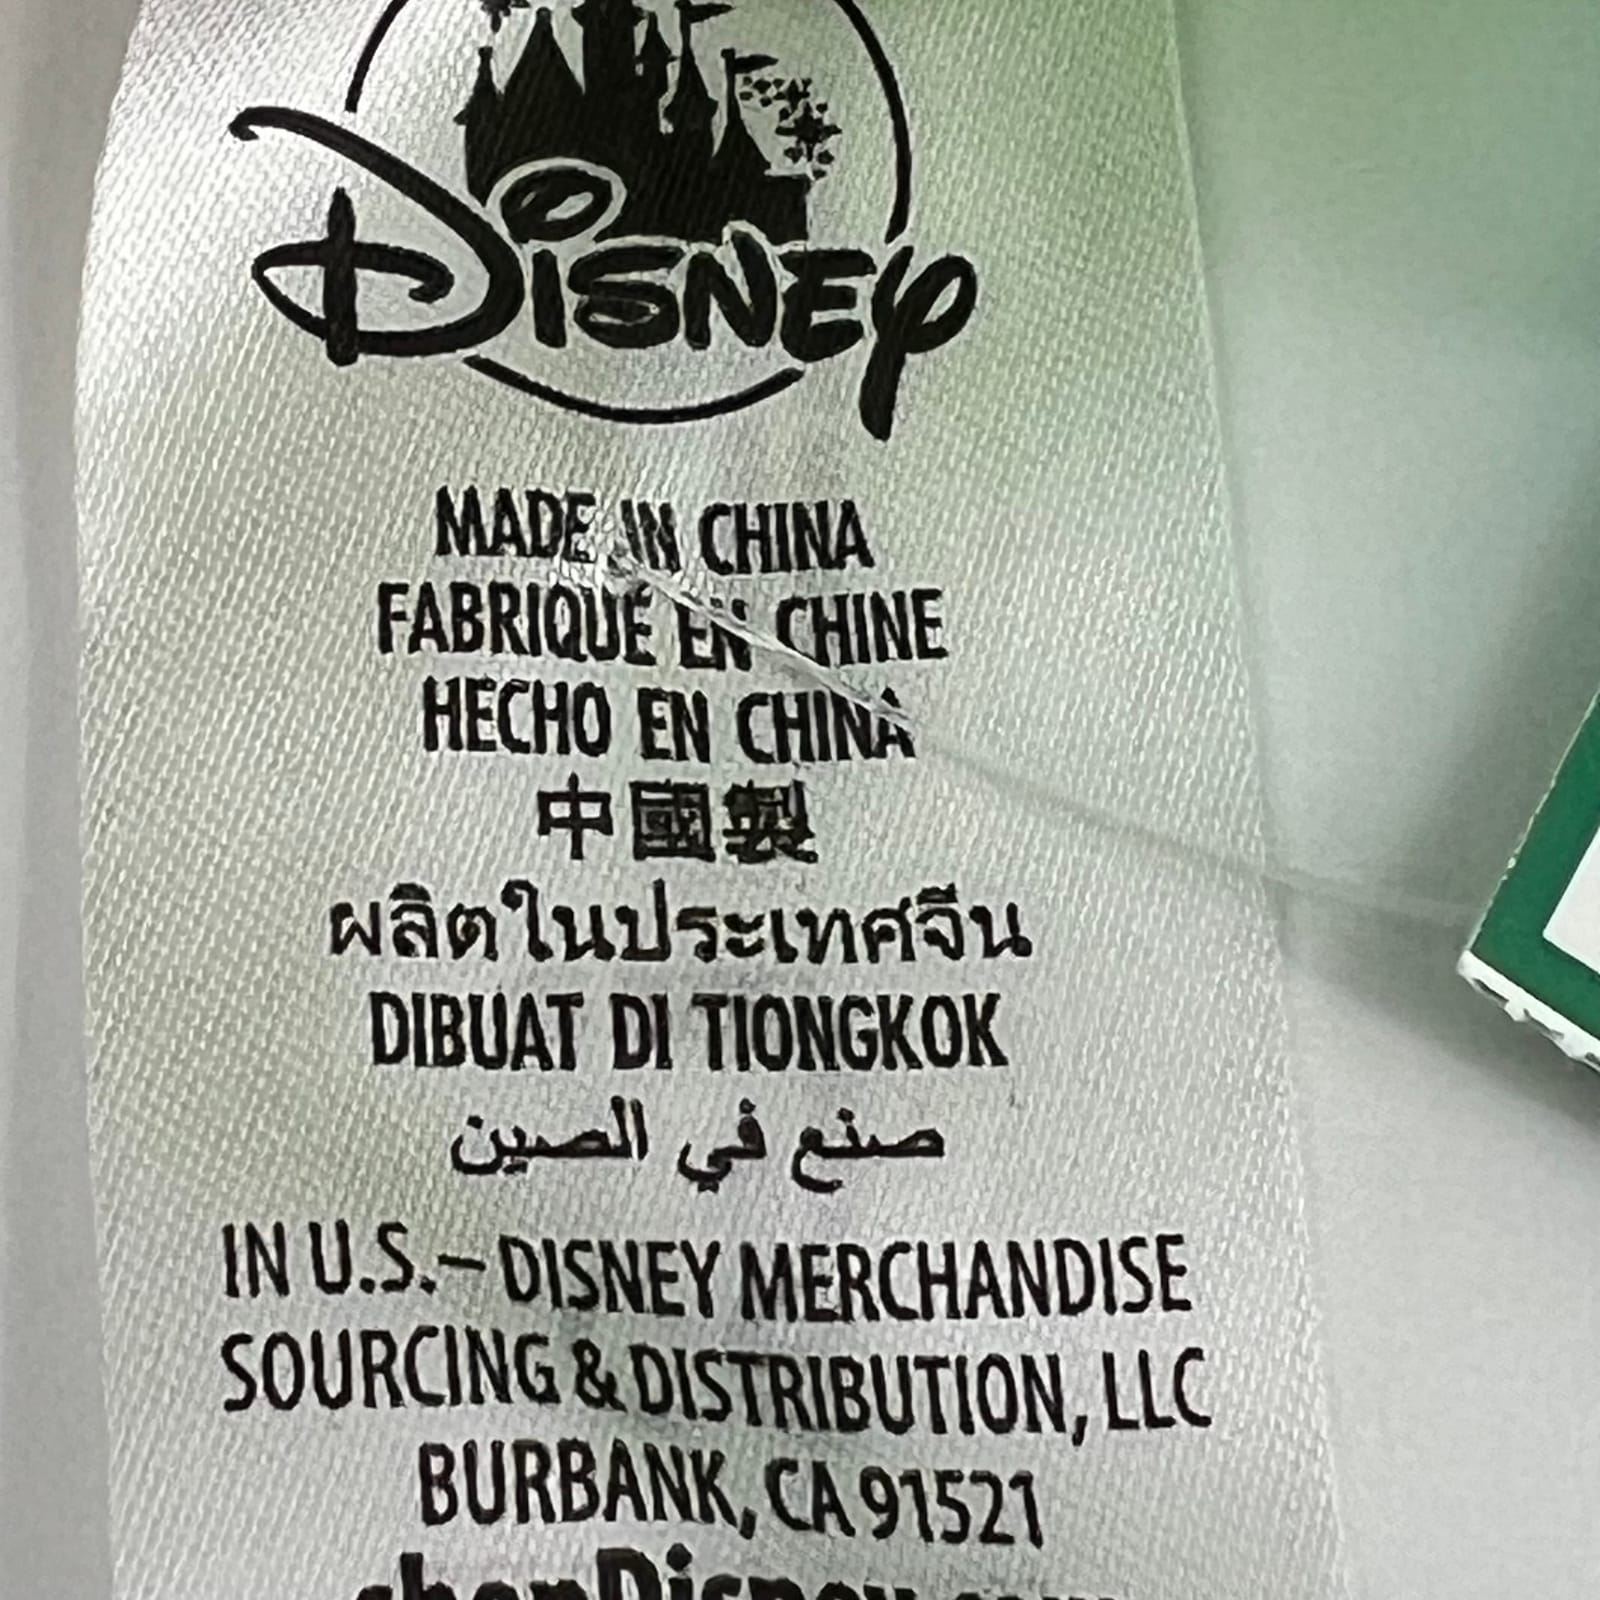 DISNEY
MADE IN CHINA
FABRIQUÉ EN CHINE
HECHO EN CHINA
中國製
ผลิตในประเทศจีน
DIBUAT DI TIONGKOK
صنع في الصين
IN U.S.– DISNEY MERCHANDISE
SOURCING & DISTRIBUTION, LLC
BURBANK, CA 91521
shopDisney.com